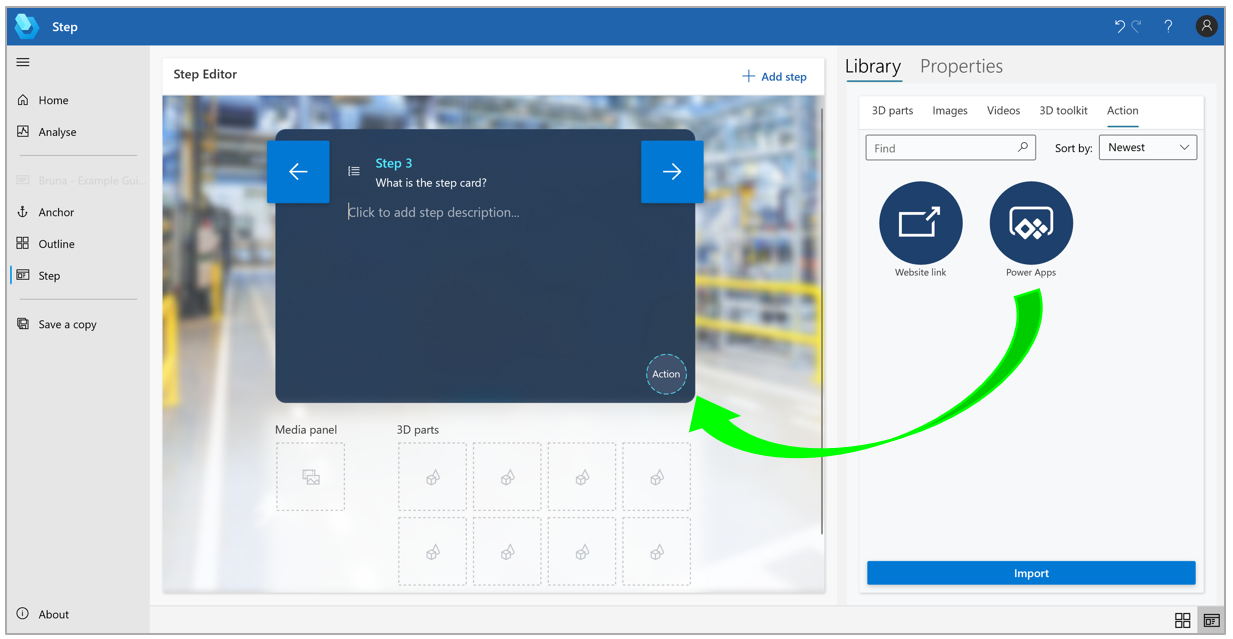 Step
Home
Analyse
Bruna - Example Gui...
Anchor
Outline
Step
Save a copy
About
Step Editor
Add step
Step 3
What is the step card?
Click to add step description...
Action
Media panel
3D parts
Library
Properties
3D parts
Images
Videos
3D toolkit
Action
Find
Sort by:
Newest
Website link
Power Apps
Import